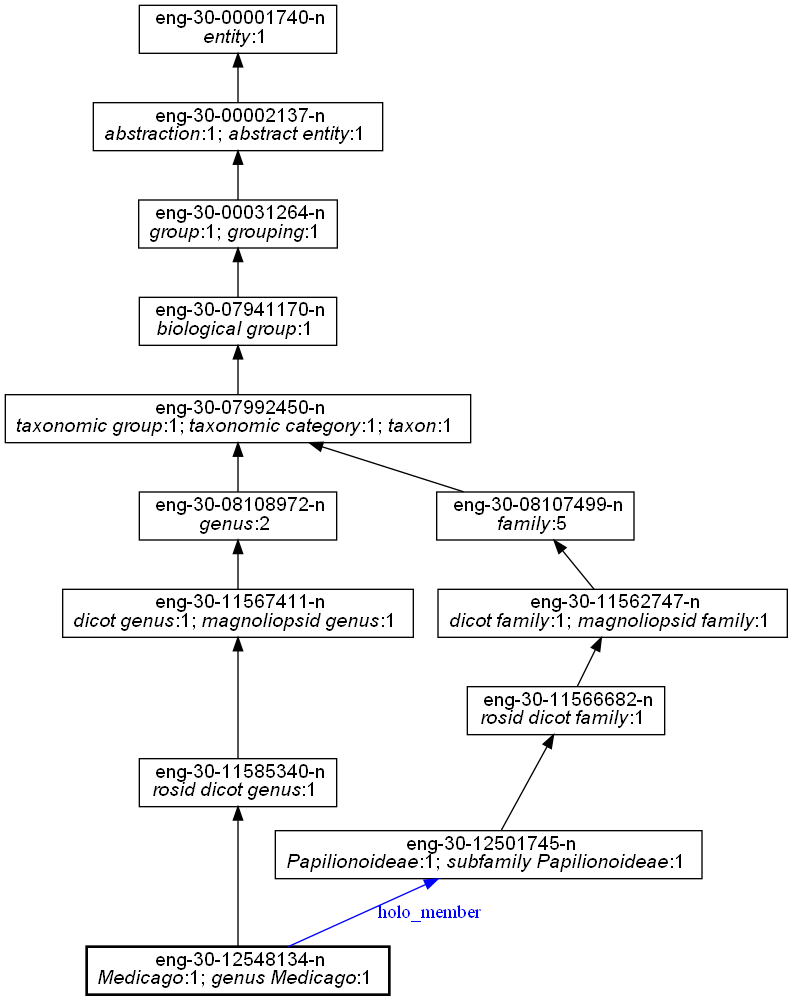 eng-30-00001740-n
entity:1
eng-30-00002137-n
abstraction:1; abstract entity:1
eng-30-00031264-n
group:1; grouping:1
eng-30-07941170-n
biological group:1
eng-30-07992450-n
taxonomic group:1; taxonomic category:1; taxon:1
eng-30-08108972-n
genus:2
eng-30-08107499-n
family:5
eng-30-11567411-n
dicot genus:1; magnoliopsid genus:1
eng-30-11562747-n
dicot family:1; magnoliopsid family:1
eng-30-11566682-n
rosid dicot family:1
eng-30-11585340-n
rosid dicot genus:1
eng-30-12501745-n
Papilionoideae:1; subfamily Papilionoideae:1
holo_member
eng-30-12548134-n
Medicago:1; genus Medicago:1